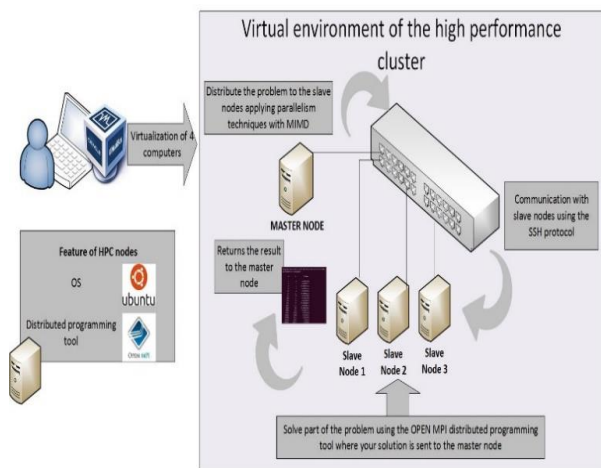 Virtual environment of the high performance
cluster
Distribute the problem to the slave
nodes applying parallelism
techniques with MIMD
Virtualization of 4
computers
MASTER NODE
Communication with
slave nodes using the
SSH protocol
Feature of HPC nodes
OS
ubuntu
Distributed programming
tool
OPEN MPI
Returns the result
to the master
node
Slave
Node 1
Slave
Node 2
Slave
Node 3
Solve part of the problem using the OPEN MPI distributed programming
tool where your solution is sent to the master node